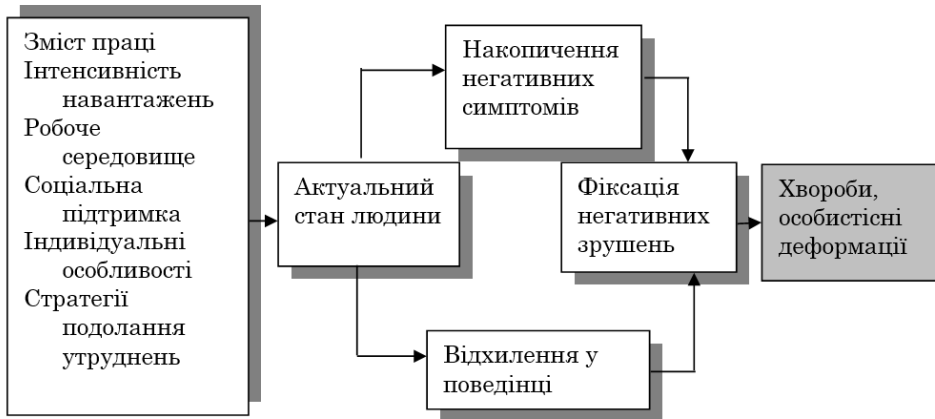 Зміст праці
Інтенсивність
навантажень
Робоче
середовище
Соціальна
підтримка
Індивідуальні
особливості
Стратегії
подолання
утруднень
Актуальний
стан людини
Накопичення
негативних
симптомів
Відхилення у
поведінці
Фіксація
негативних
зрушень
Хвороби,
особистісні
деформації